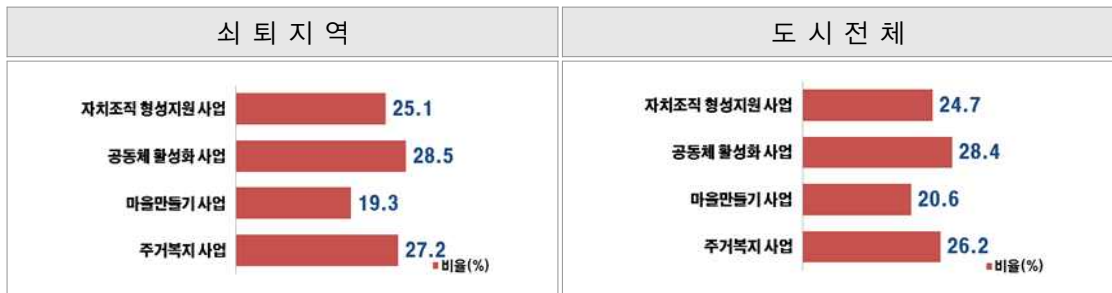 쇠 퇴 지 역
도 시 전 체
자치조직 형성지원 사업 25.1
공동체 활성화 사업 28.5
마을만들기 사업 19.3
주거복지 사업 27.2
■ 비율(%)
자치조직 형성지원 사업 24.7
공동체 활성화 사업 28.4
마을만들기 사업 20.6
주거복지 사업 26.2
■ 비율(%)